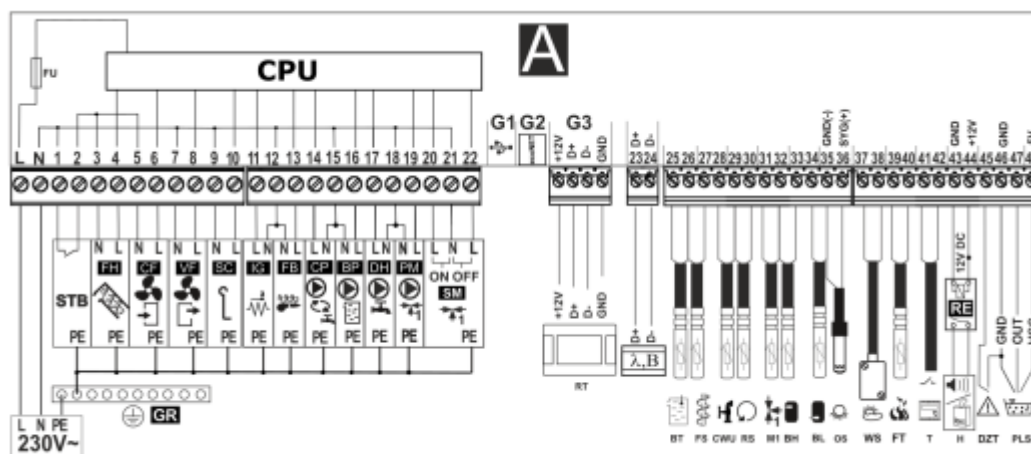 A
CPU
FU
G1 G2 G3
+12V D+ D- GND
D+ D-
GND(-) SYG(+)
GND +12V GND
L N 1 2 3 4 5 6 7 8 9 10 11 12 13 14 15 16 17 18 19 20 21 22
23 24
25 26 27 28 29 30 31 32 33 34 35 36 37 38 39 40 41 42 43 44 45 46 47
N L N L N L N L L N L L N L L N L L N L
FH CF VF SC IG FB CP BP DH PM ON OFF
SM
STB
PE PE PE PE PE PE PE PE PE
+12V D+ D- GND
D+ D-
λ,B
RT
12V DC
RE
GND OUT
GR
L N PE
230V~
BT FS CWU RS M1 BH BL OS WS FT T H DZT PLS